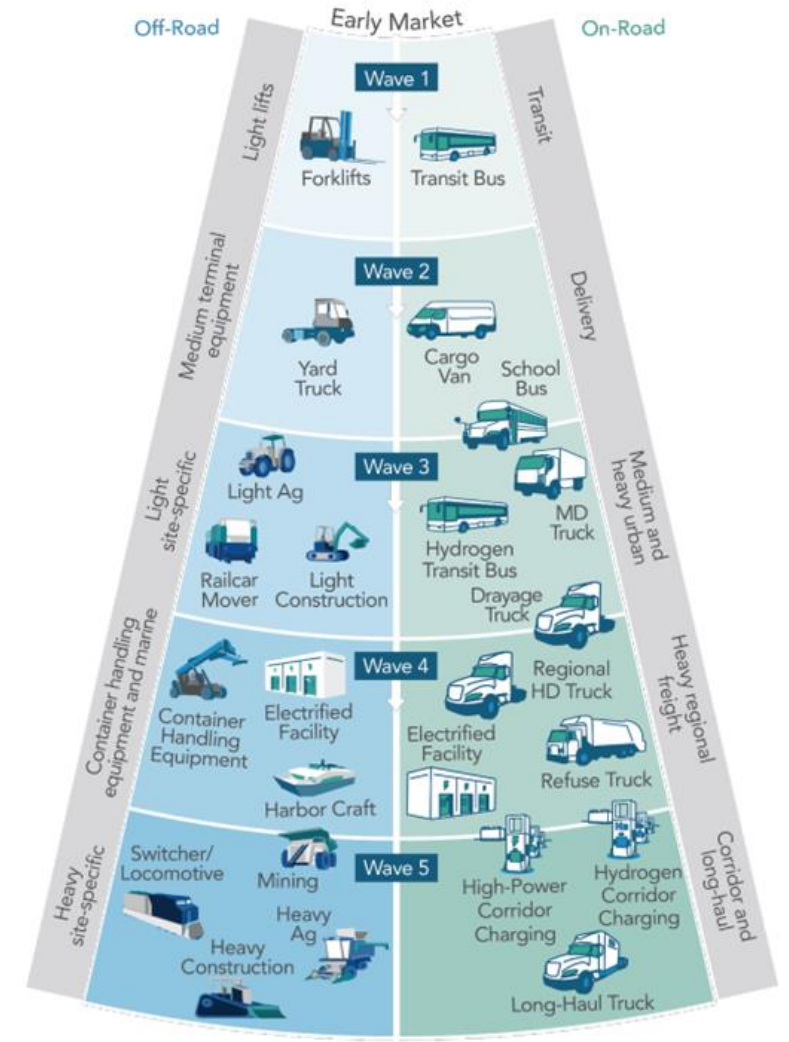 Off-Road
Early Market
On-Road
Wave 1
Light lifts
Transit
Forklifts
Transit Bus
Wave 2
Medium terminal
equipment
Delivery
Yard
Truck
Cargo
Van
School
Bus
Wave 3
Light
site-specific
Medium and
heavy urban
Light Ag
MD
Truck
Railcar
Mover
Light
Construction
Hydrogen
Transit Bus
Drayage
Truck
Wave 4
Container handling
equipment and marine
Heavy regional
freight
Container
Handling
Equipment
Electrified
Facility
Harbor Craft
Regional
HD Truck
Electrified
Facility
Refuse Truck
Wave 5
Heavy
site-specific
Corridor and
long-haul
Switcher/
Locomotive
Mining
Heavy
Ag
Heavy
Construction
High-Power
Corridor
Charging
H₂
Hydrogen
Corridor
Charging
Long-Haul Truck